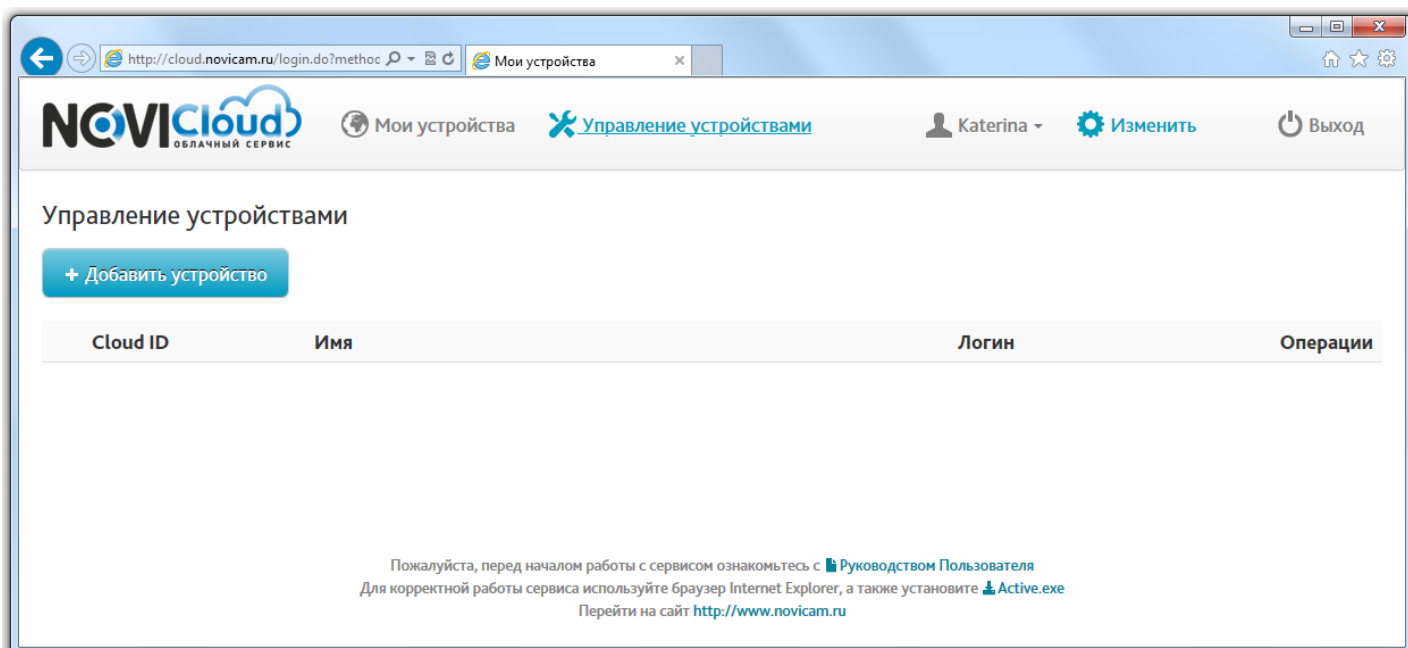 http://cloud.novicam.ru/login.do?method
Мои устройства
NOVICloud
ОБЛАЧНЫЙ СЕРВИС
Мои устройства Управление устройствами Katerina Изменить Выход
Управление устройствами
+ Добавить устройство
Cloud ID Имя Логин Операции
Пожалуйста, перед началом работы с сервисом ознакомьтесь с Руководством Пользователя
Для корректной работы сервиса используйте браузер Internet Explorer, а также установите Active.exe
Перейти на сайт http://www.novicam.ru